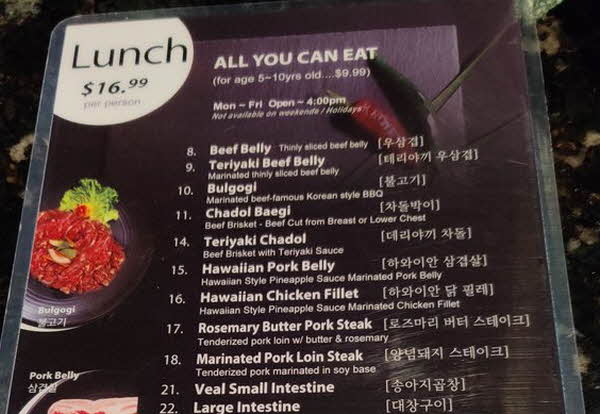 Lunch
$16.99
per person
ALL YOU CAN EAT
(for age 5~10yrs old....$9.99)
Mon ~ Fri Open ~ 4:00pm
Not available on weekends / Holidays
8. Beef Belly Thinly sliced beef belly [우삼겹]
9. Teriyaki Beef Belly [테리야끼 우삼겹]
Marinated thinly sliced beef belly
10. Bulgogi [불고기]
Marinated beef-famous Korean style BBQ
11. Chadol Baegi [차돌박이]
Beef Brisket - Beef Cut from Breast or Lower Chest
14. Teriyaki Chadol [데리야끼 차돌]
Beef Brisket with Teriyaki Sauce
15. Hawaiian Pork Belly [하와이안 삼겹살]
Hawaiian Style Pineapple Sauce Marinated Pork Belly
16. Hawaiian Chicken Fillet [하와이안 닭 필레]
Hawaiian Style Pineapple Sauce Marinated Chicken Fillet
17. Rosemary Butter Pork Steak [로즈마리 버터 스테이크]
Tenderized pork loin w/ butter & rosemary
18. Marinated Pork Loin Steak [양념돼지 스테이크]
Tenderized pork marinated in soy base
21. Veal Small Intestine [송아지곱창]
22. Large Intestine [대창구이]
Bulgogi
불고기
Pork Belly
삼겹살